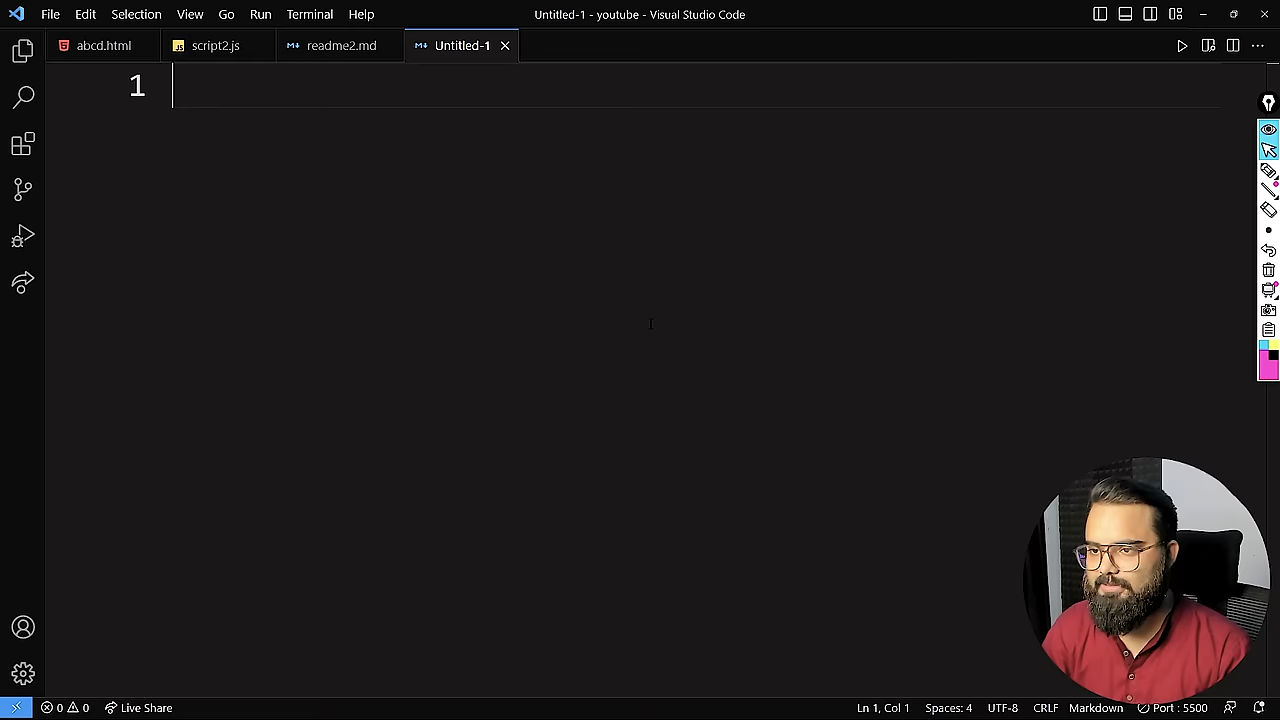 File Edit Selection View Go Run Terminal Help
Untitled-1 - youtube - Visual Studio Code
abcd.html
JS script2.js
readme2.md
Untitled-1
1
0 0 Live Share
Ln 1, Col 1 Spaces: 4 UTF-8 CRLF Markdown Port : 5500